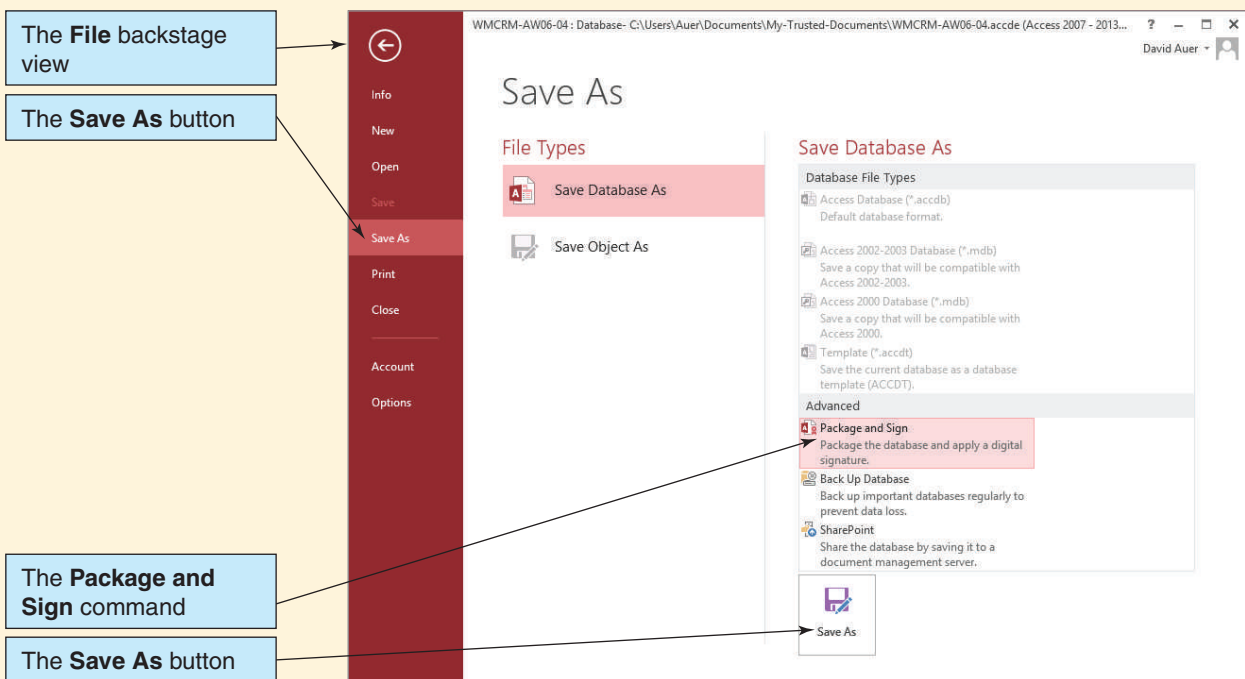 The File backstage
view
The Save As button
The Package and
Sign command
The Save As button
WMCRM-AW06-04 : Database- C:\Users\Auer\Documents\My-Trusted-Documents\WMCRM-AW06-04.accde (Access 2007 - 2013...
?
David Auer
Info
New
Open
Save
Save As
Print
Close
Account
Options
Save As
File Types
Save Database As
Save Object As
Save Database As
Database File Types
Access Database (*.accdb)
Default database format.
Access 2002-2003 Database (*.mdb)
Save a copy that will be compatible with
Access 2002-2003.
Access 2000 Database (*.mdb)
Save a copy that will be compatible with
Access 2000.
Template (*.accdt)
Save the current database as a database
template (ACCDT).
Advanced
Package and Sign
Package the database and apply a digital
signature.
Back Up Database
Back up important databases regularly to
prevent data loss.
SharePoint
Share the database by saving it to a
document management server.
Save As